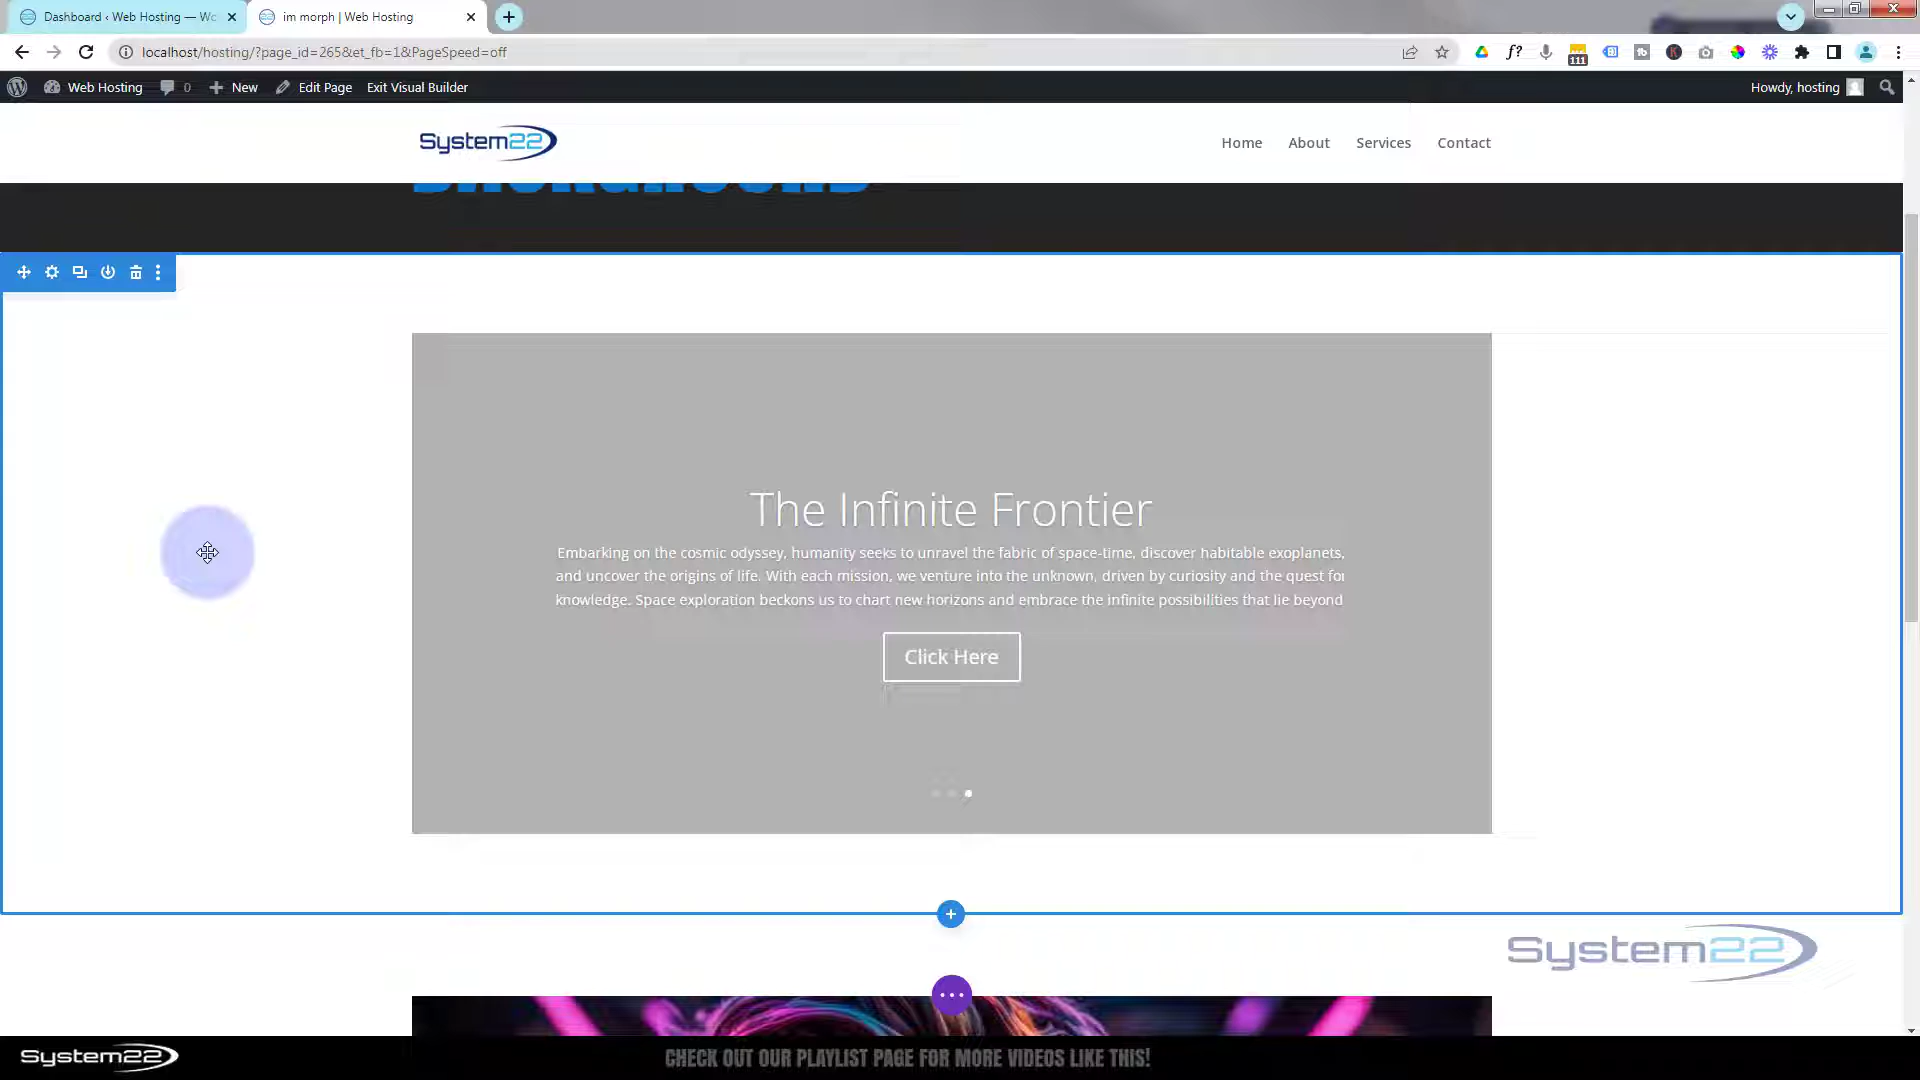 Dashboard ‹ Web Hosting — Wo
im morph | Web Hosting
localhost/hosting/?page_id=265&et_fb=1&PageSpeed=off
111
Web Hosting
0
New
Edit Page
Exit Visual Builder
Howdy, hosting
System22
Home
About
Services
Contact
The Infinite Frontier
Embarking on the cosmic odyssey, humanity seeks to unravel the fabric of space-time, discover habitable exoplanets,
and uncover the origins of life. With each mission, we venture into the unknown, driven by curiosity and the quest for
knowledge. Space exploration beckons us to chart new horizons and embrace the infinite possibilities that lie beyond
Click Here
System22
System22
CHECK OUT OUR PLAYLIST PAGE FOR MORE VIDEOS LIKE THIS!